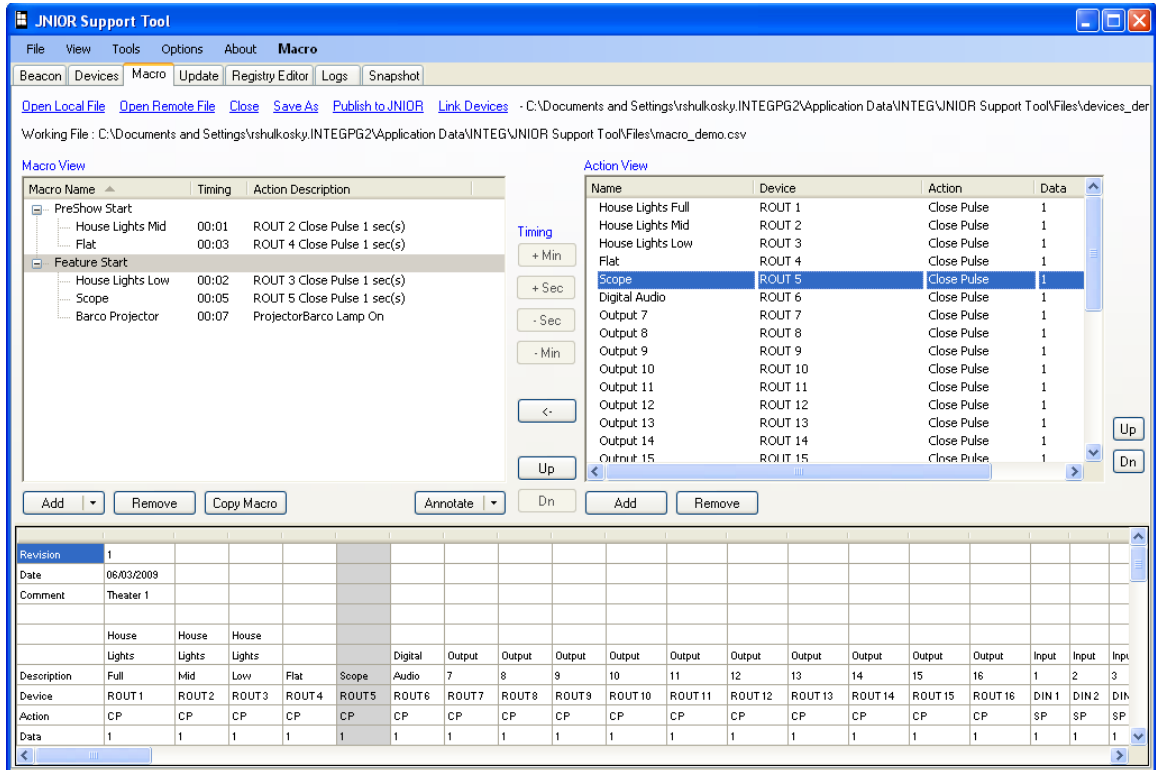 JNIOR Support Tool
File View Tools Options About Macro
Beacon Devices Macro Update Registry Editor Logs Snapshot
Open Local File Open Remote File Close Save As Publish to JNIOR Link Devices - C:\Documents and Settings\rshulkosky.INTEGPG2\Application Data\INTEG\JNIOR Support Tool\Files\devices_der
Working File : C:\Documents and Settings\rshulkosky.INTEGPG2\Application Data\INTEG\JNIOR Support Tool\Files\macro_demo.csv
Macro View
Macro Name Timing Action Description
PreShow Start
House Lights Mid 00:01 ROUT 2 Close Pulse 1 sec(s)
Flat 00:03 ROUT 4 Close Pulse 1 sec(s)
Feature Start
House Lights Low 00:02 ROUT 3 Close Pulse 1 sec(s)
Scope 00:05 ROUT 5 Close Pulse 1 sec(s)
Barco Projector 00:07 ProjectorBarco Lamp On
Add Remove Copy Macro Annotate
Timing
+ Min
+ Sec
- Sec
- Min
<-
Up
Dn
Action View
Name Device Action Data
House Lights Full ROUT 1 Close Pulse 1
House Lights Mid ROUT 2 Close Pulse 1
House Lights Low ROUT 3 Close Pulse 1
Flat ROUT 4 Close Pulse 1
Scope ROUT 5 Close Pulse 1
Digital Audio ROUT 6 Close Pulse 1
Output 7 ROUT 7 Close Pulse 1
Output 8 ROUT 8 Close Pulse 1
Output 9 ROUT 9 Close Pulse 1
Output 10 ROUT 10 Close Pulse 1
Output 11 ROUT 11 Close Pulse 1
Output 12 ROUT 12 Close Pulse 1
Output 13 ROUT 13 Close Pulse 1
Output 14 ROUT 14 Close Pulse 1
Output 15 ROUT 15 Close Pulse 1
Add Remove
Up
Dn
Revision 1
Date 06/03/2009
Comment Theater 1
House House House
Lights Lights Lights Digital Output Output Output Output Output Output Output Output Output Output Input Input Inpu
Description Full Mid Low Flat Scope Audio 7 8 9 10 11 12 13 14 15 16 1 2 3
Device ROUT1 ROUT2 ROUT3 ROUT4 ROUT5 ROUT6 ROUT7 ROUT8 ROUT9 ROUT10 ROUT11 ROUT12 ROUT13 ROUT14 ROUT15 ROUT16 DIN1 DIN2 DIN
Action CP CP CP CP CP CP CP CP CP CP CP CP CP CP CP CP SP SP SP
Data 1 1 1 1 1 1 1 1 1 1 1 1 1 1 1 1 1 1 1